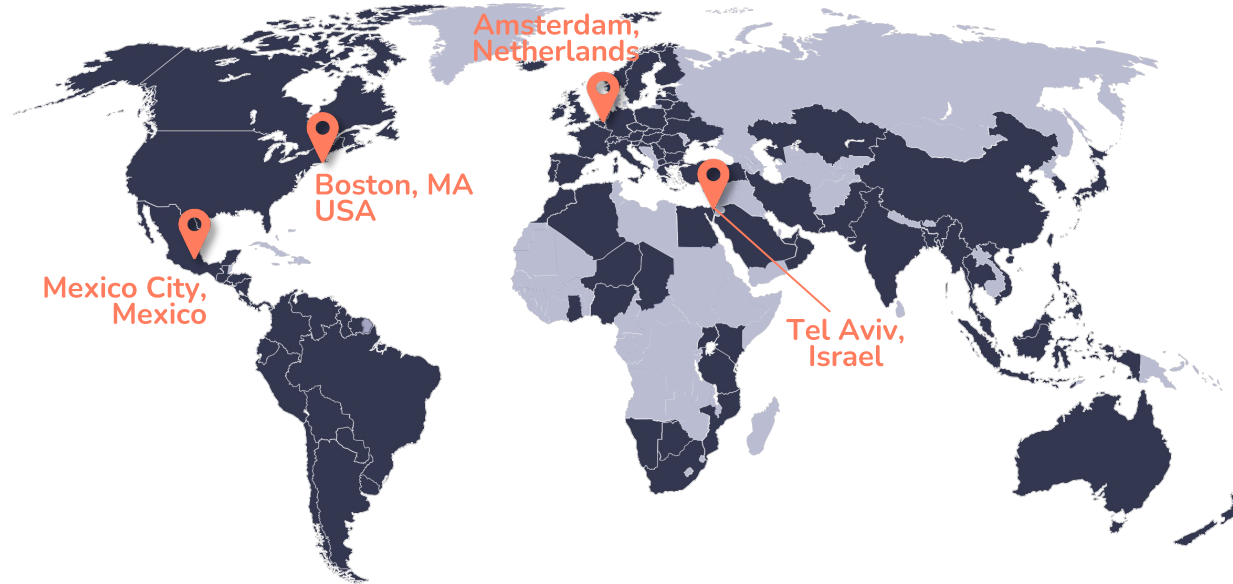 Amsterdam,
Netherlands
Boston, MA
USA
Mexico City,
Mexico
Tel Aviv,
Israel